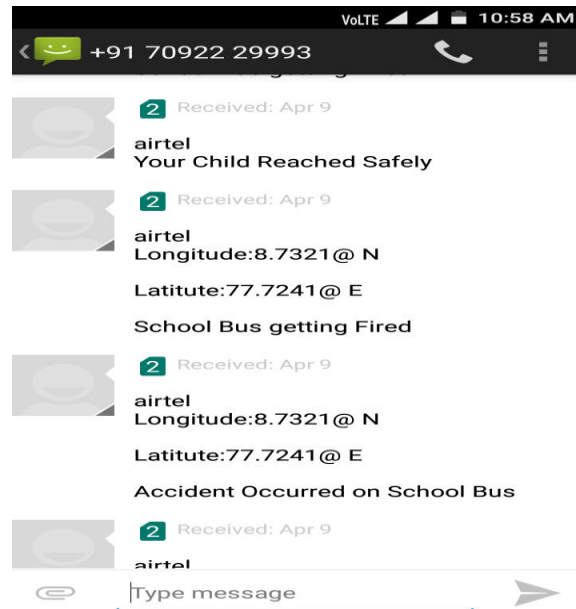 VoLTE 10:58 AM
+91 70922 29993
2 Received: Apr 9
airtel
Your Child Reached Safely
2 Received: Apr 9
airtel
Longitude:8.7321@ N
Latitute:77.7241@ E
School Bus getting Fired
2 Received: Apr 9
airtel
Longitude:8.7321@ N
Latitute:77.7241@ E
Accident Occurred on School Bus
2 Received: Apr 9
airtel
Type message